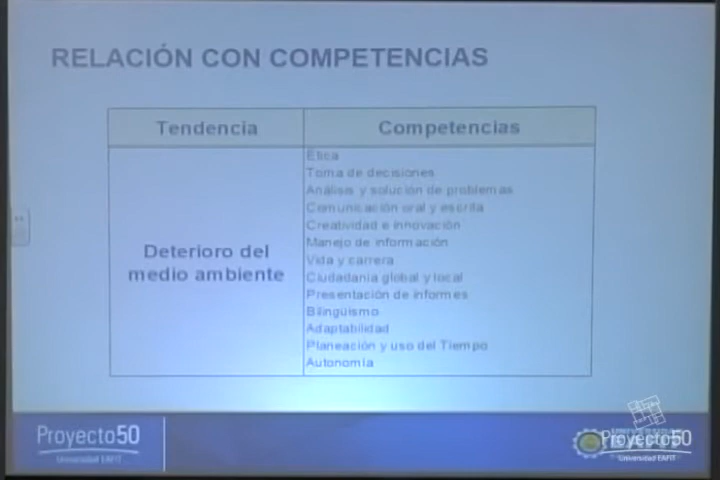 RELACIÓN CON COMPETENCIAS
Tendencia
Competencias
Deterioro del
medio ambiente
Ética
Toma de decisiones
Análisis y solución de problemas
Comunicación oral y escrita
Creatividad e innovación
Manejo de información
Vida y carrera
Ciudadanía global y local
Presentación de informes
Bilingüismo
Adaptabilidad
Planeación y uso del Tiempo
Autonomía
Proyecto50
Universidad EAFIT
Proyecto50
Universidad EAFIT